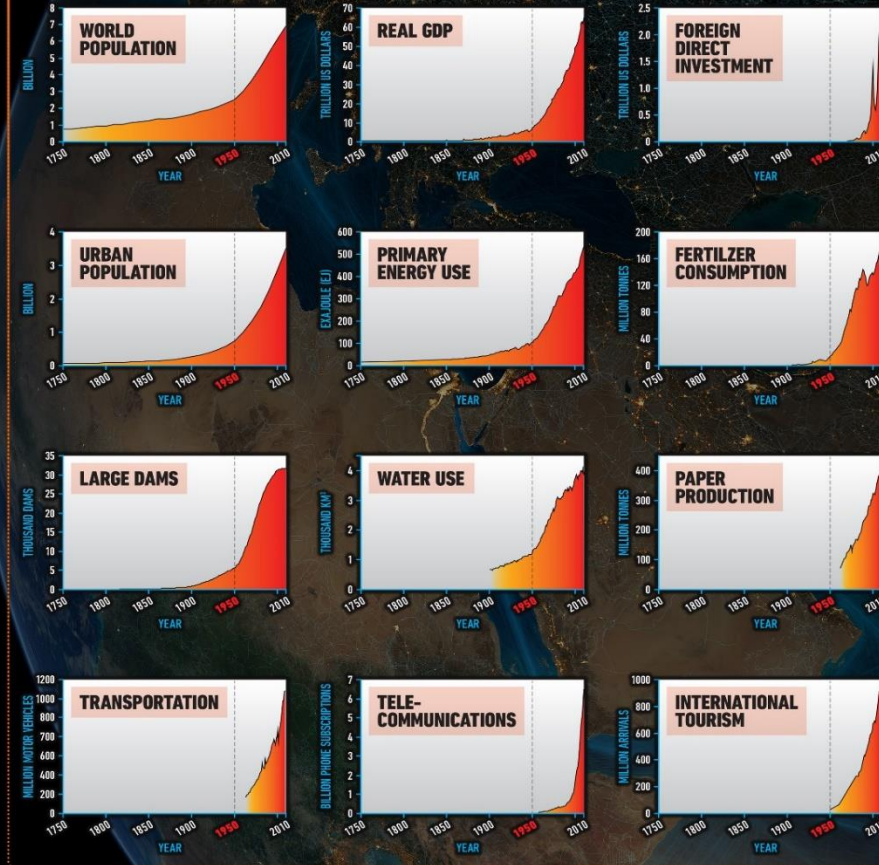 WORLD
POPULATION
BILLION
8
7
6
5
4
3
2
1
0
1750 1800 1850 1900 1950 2010
YEAR
REAL GDP
TRILLION US DOLLARS
70
60
50
40
30
20
10
0
1750 1800 1850 1900 1950 2010
YEAR
FOREIGN
DIRECT
INVESTMENT
TRILLION US DOLLARS
2.5
2.0
1.5
1.0
0.5
0
1750 1800 1850 1900 1950 201
YEAR
URBAN
POPULATION
BILLION
4
3
2
1
0
1750 1800 1850 1900 1950 2010
YEAR
PRIMARY
ENERGY USE
EXAJOULE (EJ)
600
500
400
300
200
100
0
1750 1800 1850 1900 1950 2010
YEAR
FERTILZER
CONSUMPTION
MILLION TONNES
200
160
120
80
40
0
1750 1800 1850 1900 1950 201
YEAR
LARGE DAMS
THOUSAND DAMS
35
30
25
20
15
10
5
0
1750 1800 1850 1900 1950 2010
YEAR
WATER USE
THOUSAND KM³
4
3
2
1
0
1750 1800 1850 1900 1950 2010
YEAR
PAPER
PRODUCTION
MILLION TONNES
400
300
200
100
0
1750 1800 1850 1900 1950 201
YEAR
TRANSPORTATION
MILLION MOTOR VEHICLES
1200
1000
800
700
600
400
200
0
1750 1800 1850 1900 1950 2010
YEAR
TELE-
COMMUNICATIONS
BILLION PHONE SUBSCRIPTIONS
7
6
5
4
3
2
1
0
1750 1800 1850 1900 1950 2010
YEAR
INTERNATIONAL
TOURISM
MILLION ARRIVALS
1000
800
600
400
200
0
1750 1800 1850 1900 1950 201
YEAR